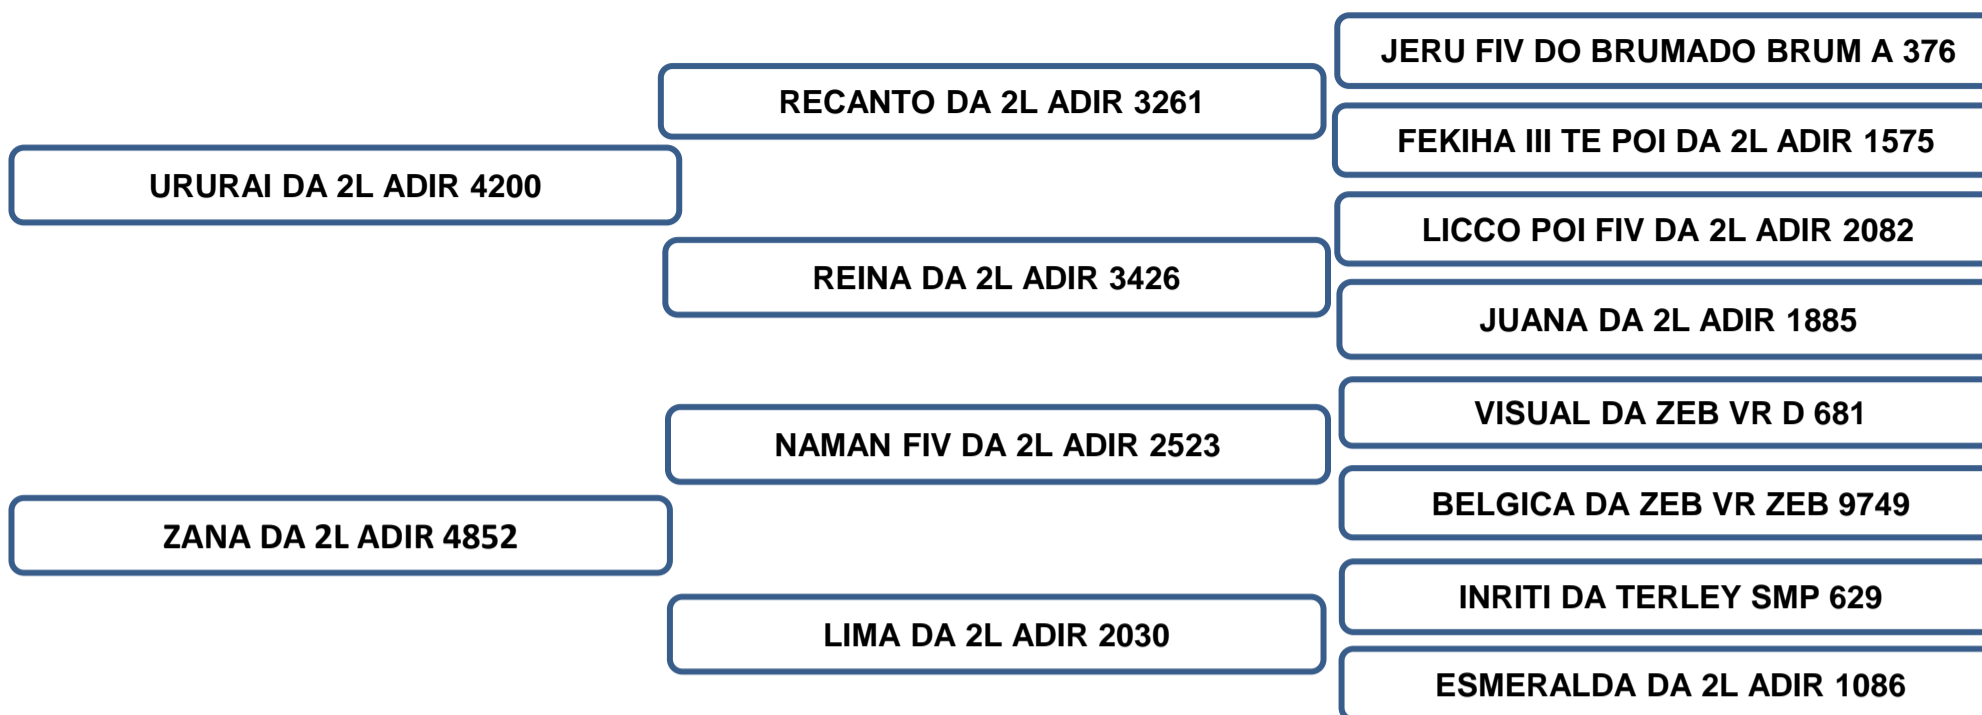 URURAI DA 2L ADIR 4200
ZANA DA 2L ADIR 4852
RECANTO DA 2L ADIR 3261
REINA DA 2L ADIR 3426
NAMAN FIV DA 2L ADIR 2523
LIMA DA 2L ADIR 2030
JERU FIV DO BRUMADO BRUM A 376
FEKIHA III TE POI DA 2L ADIR 1575
LICCO POI FIV DA 2L ADIR 2082
JUANA DA 2L ADIR 1885
VISUAL DA ZEB VR D 681
BELGICA DA ZEB VR ZEB 9749
INRITI DA TERLEY SMP 629
ESMERALDA DA 2L ADIR 1086